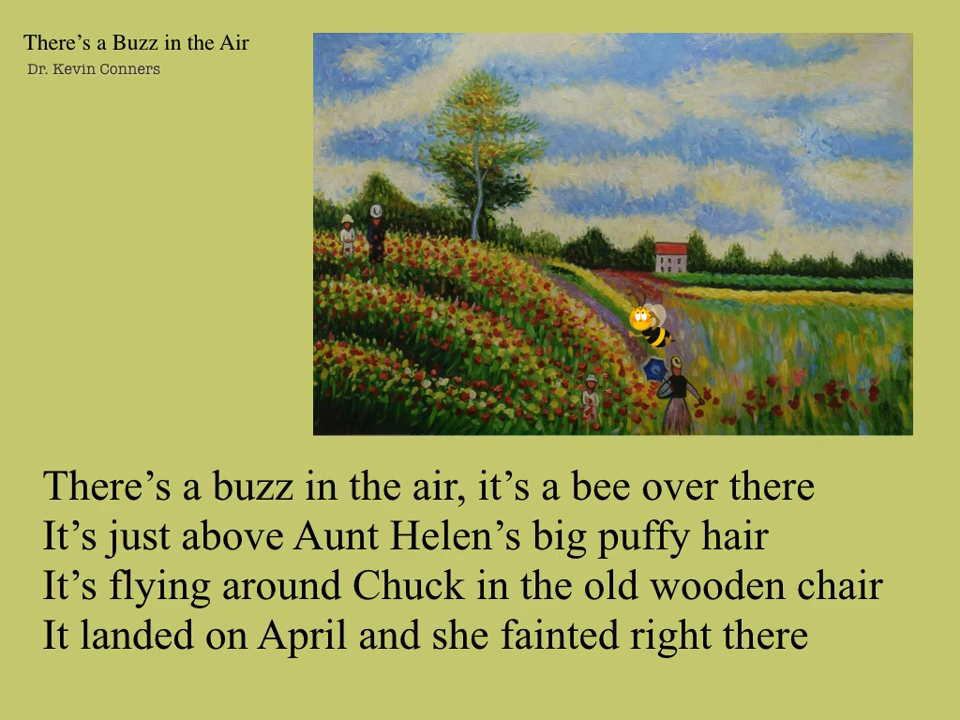 There’s a Buzz in the Air
Dr. Kevin Conners
There’s a buzz in the air, it’s a bee over there
It’s just above Aunt Helen’s big puffy hair
It’s flying around Chuck in the old wooden chair
It landed on April and she fainted right there